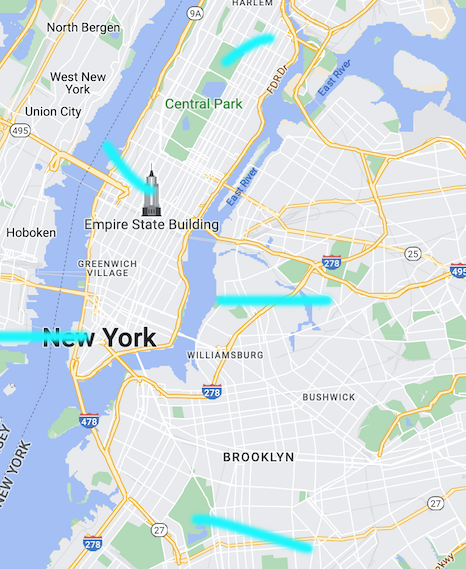 HARLEM
9A
North Bergen
West New
York
FDR Dr
East River
Union City
Central Park
495
East River
Empire State Building
Hoboken
25
GREENWICH
VILLAGE
278
495
New York
WILLIAMSBURG
278
BUSHWICK
478
BROOKLYN
NEW YORK
27
27
278